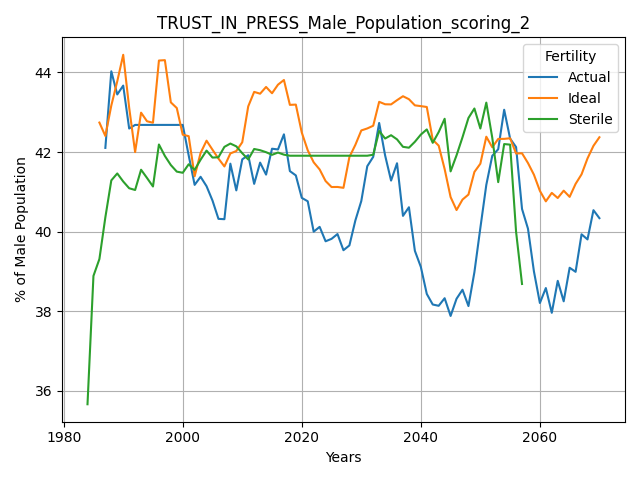 TRUST_IN_PRESS_Male_Population_scoring_2
Fertility
Actual
Ideal
Sterile
% of Male Population
44
42
40
38
36
1980
2000
2020
2040
2060
Years